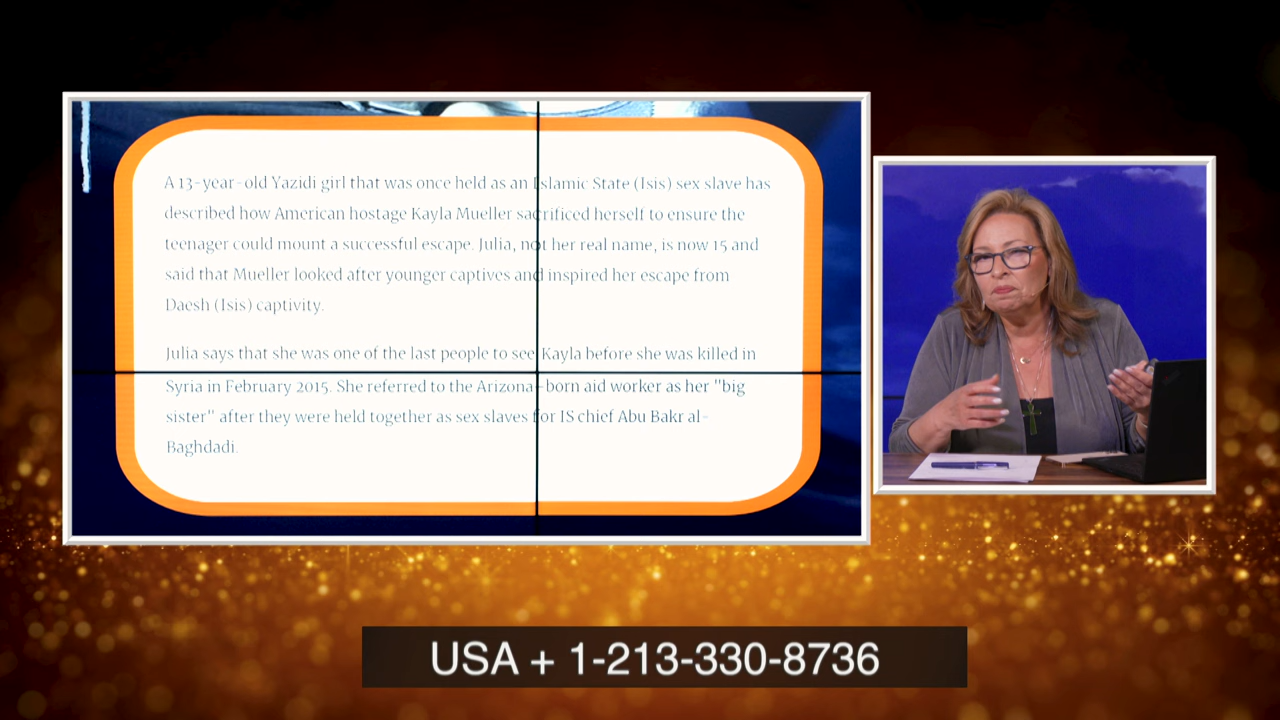 A 13-year-old Yazidi girl that was once held as an Islamic State (Isis) sex slave has
described how American hostage Kayla Mueller sacrificed herself to ensure the
teenager could mount a successful escape. Julia, not her real name, is now 15 and
said that Mueller looked after younger captives and inspired her escape from
Daesh (Isis) captivity.
Julia says that she was one of the last people to see Kayla before she was killed in
Syria in February 2015. She referred to the Arizona-born aid worker as her "big
sister" after they were held together as sex slaves for IS chief Abu Bakr al-
Baghdadi.
USA + 1-213-330-8736